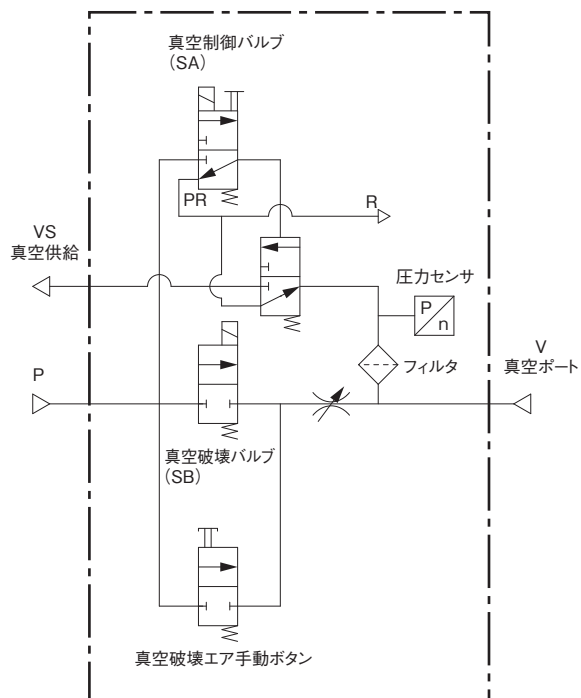 真空制御バルブ
(SA)
PR
R
VS
真空供給
圧力センサ
P
n
V
真空ポート
フィルタ
P
真空破壊バルブ
(SB)
真空破壊エア手動ボタン